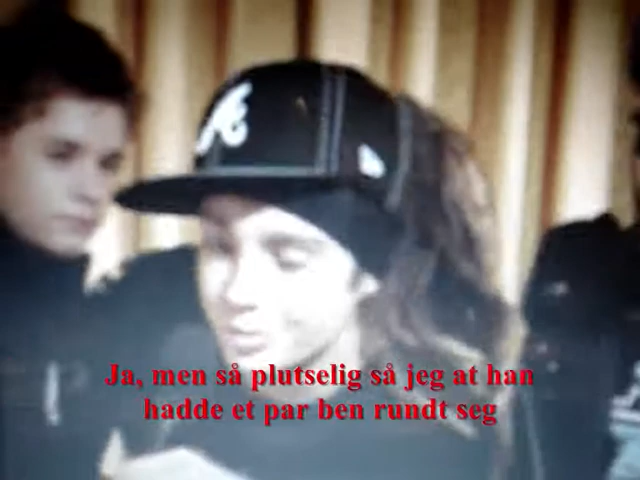 A
Ja, men så plutselig så jeg at han
hadde et par ben rundt seg